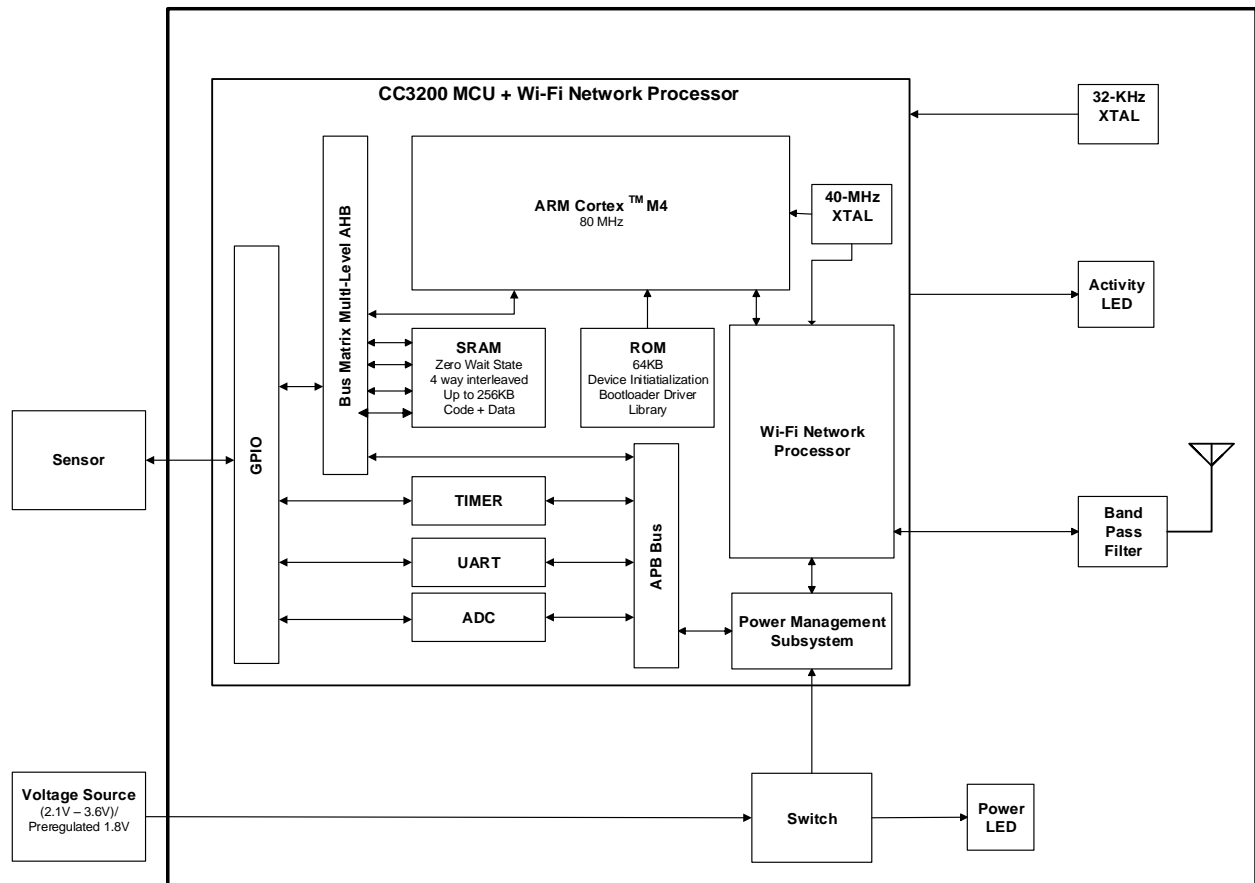 CC3200 MCU + Wi-Fi Network Processor
32-KHz
XTAL
ARM Cortex TM M4
80 MHz
40-MHz
XTAL
Bus Matrix Multi-Level AHB
Activity
LED
SRAM
Zero Wait State
4 way interleaved
Up to 256KB
Code + Data
ROM
64KB
Device Initiatialization
Bootloader Driver
Library
Wi-Fi Network
Processor
Sensor
GPIO
TIMER
UART
ADC
APB Bus
Band
Pass
Filter
Power Management
Subsystem
Voltage Source
(2.1V – 3.6V)/
Preregulated 1.8V
Switch
Power
LED